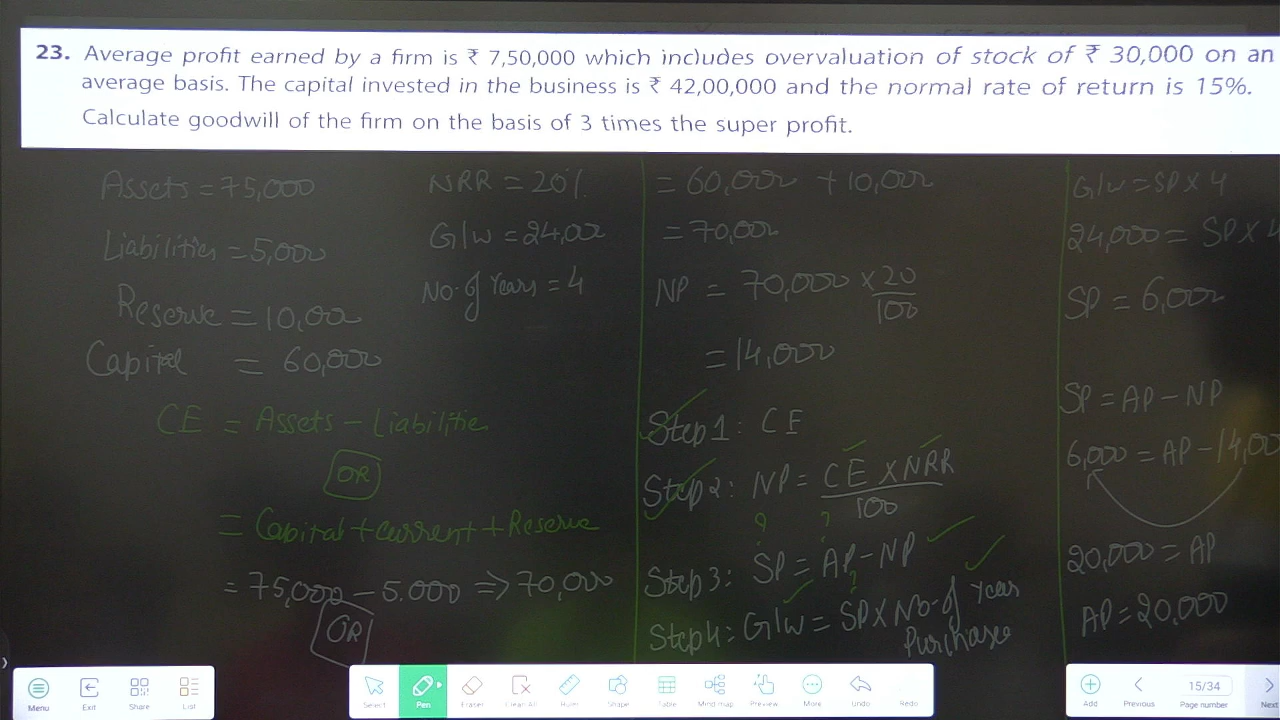 23. Average profit earned by a firm is ₹ 7,50,000 which includes overvaluation of stock of ₹ 30,000 on an
average basis. The capital invested in the business is ₹ 42,00,000 and the normal rate of return is 15%.
Calculate goodwill of the firm on the basis of 3 times the super profit.
Assets = 75,000
Liabilities = 5,000
Reserve = 10,000
Capital = 60,000
CE = Assets - Liabilities
OR
= Capital + current + Reserve
= 75,000 - 5.000 => 70,000
OR
NRR = 20%
G/W = 24,00
No. of Years = 4
= 60,000 + 10,000
= 70,000
NP = 70,000 × 20
100
= 14,000
Step 1: CE
Step 2: NP = CE X NRR
100
? ?
Step 3: SP = AP - NP
?
Step 4: G/W = SP X No. of Year
Purchase
G/W = SP X 4
24,000 = SP X 4
SP = 6,000
SP = AP - NP
6,000 = AP - 14,00
20,000 = AP
AP = 20,000
Menu
Exit
Share
List
Select
Pen
Eraser
Clear All
Ruler
Shape
Table
Mind map
Preview
More
Undo
Redo
Add
Previous
15/34
Page number
Next